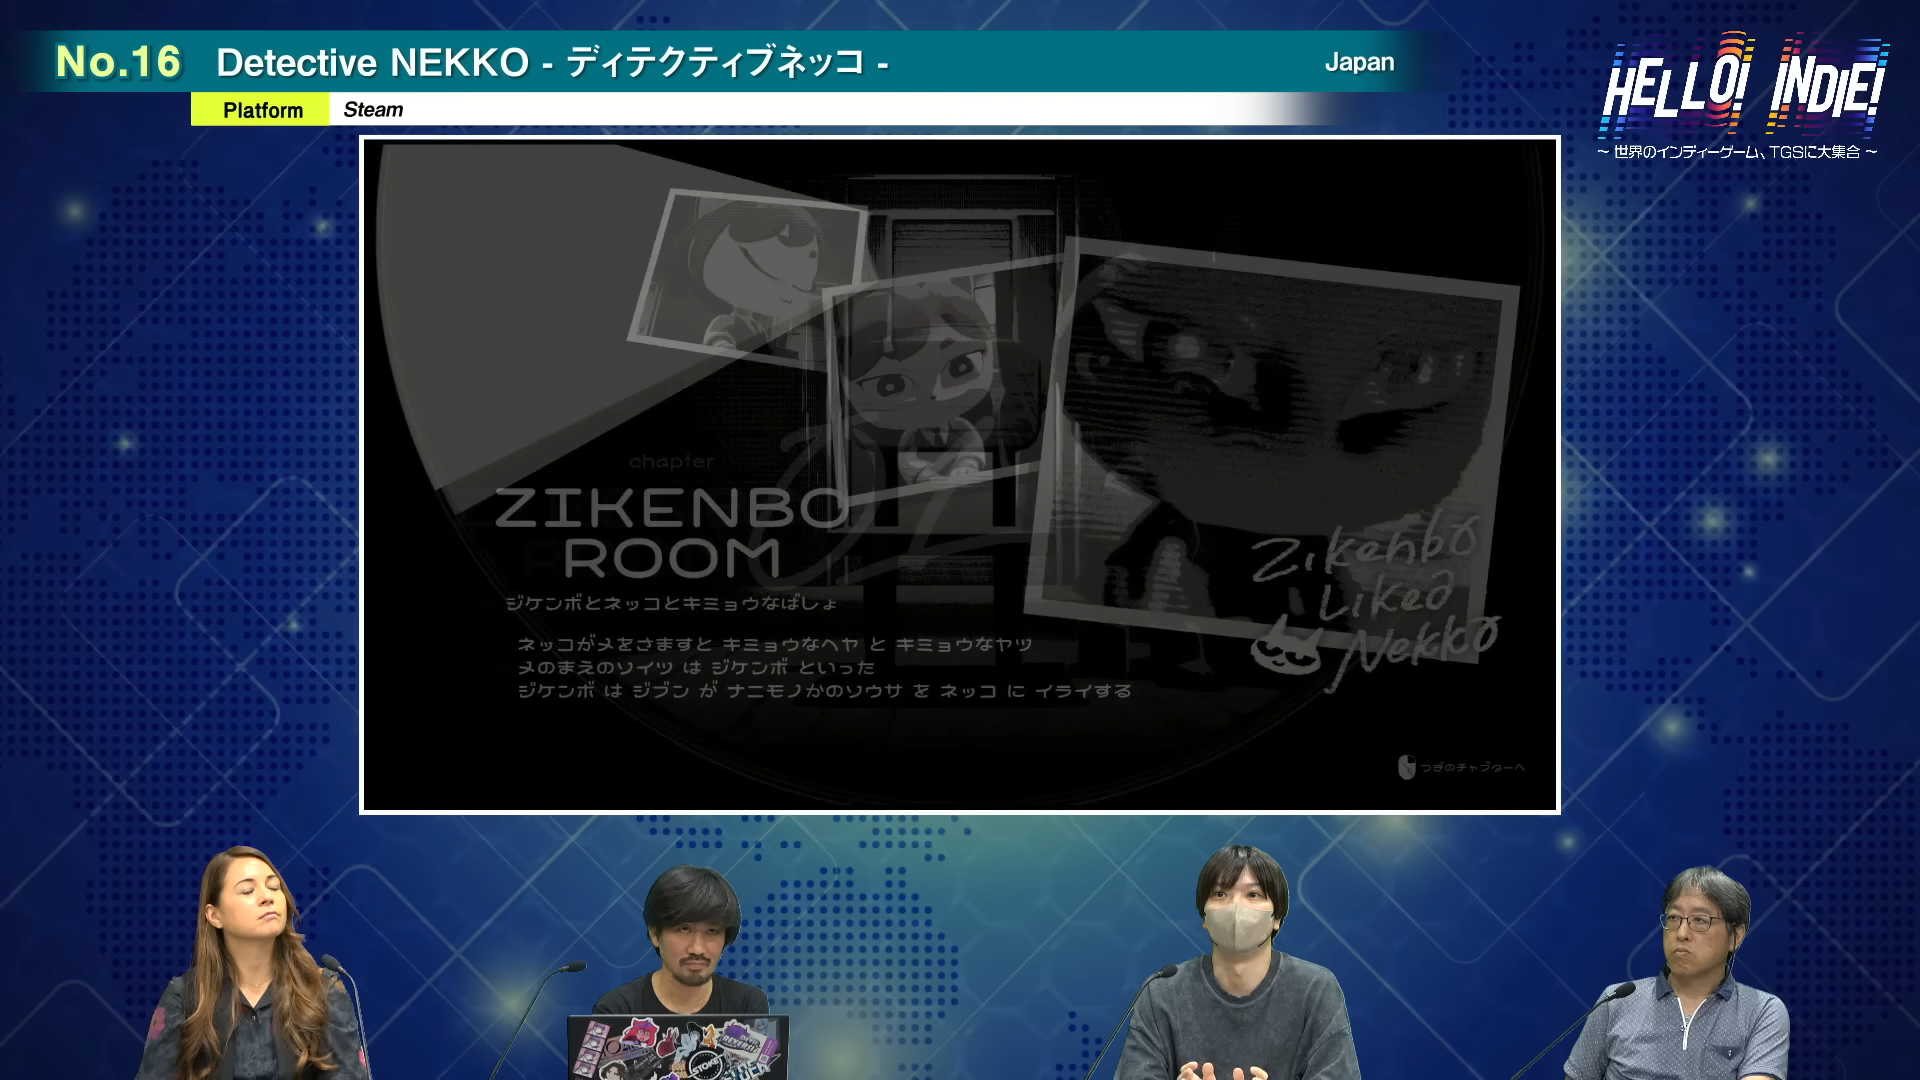 No.16 Detective NEKKO - ディテクティブネッコ - Japan
Platform Steam
HELLO! INDIE!
～ 世界のインディーゲーム、TGSに大集合 ～
chapter
ZIKENBO
ROOM
ジケンボとネッコとキミョウなばしょ
ネッコがメをさますと キミョウなヘヤ と キミョウなヤツ
メのまえのソイツ は ジケンボ といった
ジケンボ は ジブン が ナニモノかのソウサ を ネッコ に イライする
Zikenbo
Liked
Nekko
つぎのチャプターへ
STOKE